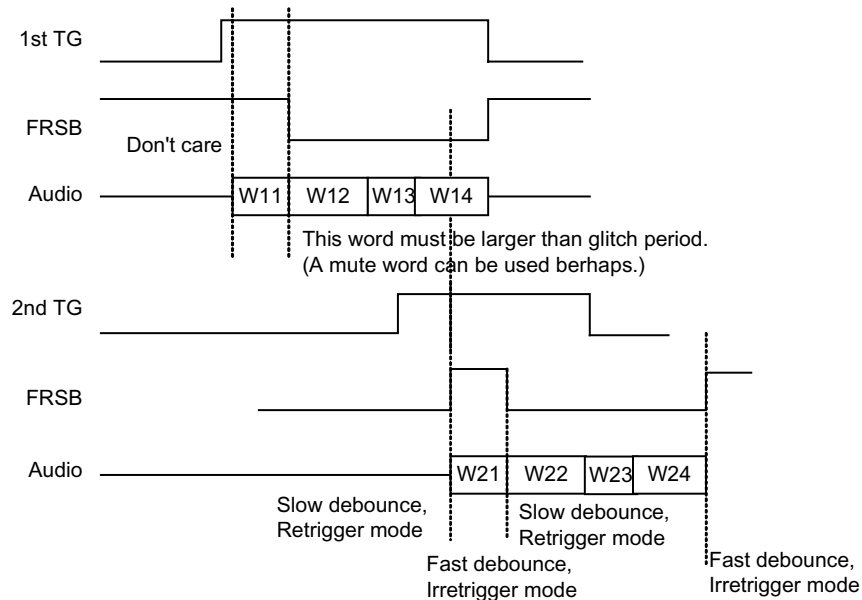 1st TG
FRSB
Don't care
Audio
W11 W12 W13 W14
This word must be larger than glitch period.
(A mute word can be used berhaps.)
2nd TG
FRSB
Audio
W21 W22 W23 W24
Slow debounce,
Retrigger mode
Slow debounce,
Retrigger mode
Fast debounce,
Irretrigger mode
Fast debounce,
Irretrigger mode